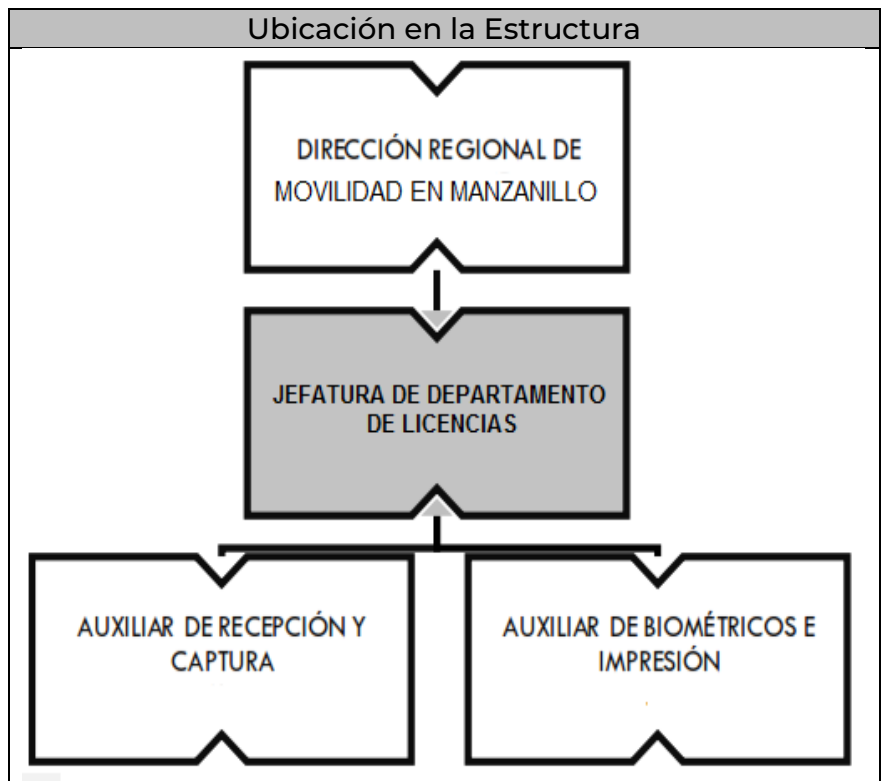 Ubicación en la Estructura
DIRECCIÓN REGIONAL DE
MOVILIDAD EN MANZANILLO
JEFATURA DE DEPARTAMENTO
DE LICENCIAS
AUXILIAR DE RECEPCIÓN Y
CAPTURA
AUXILIAR DE BIOMÉTRICOS E
IMPRESIÓN